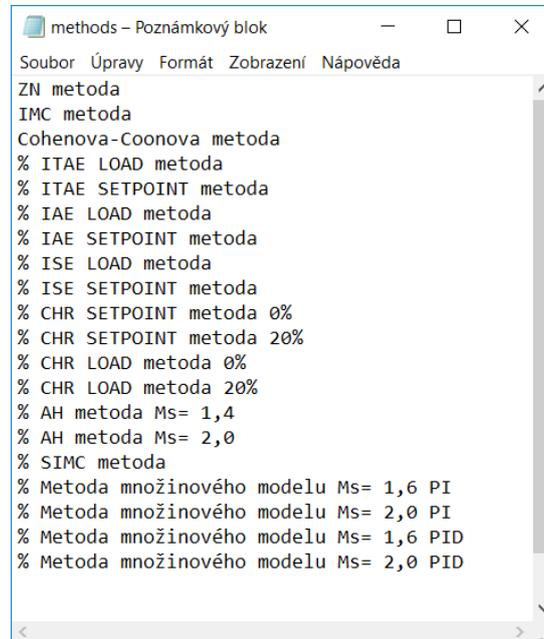 methods – Poznámkový blok
Soubor Úpravy Formát Zobrazení Nápověda
ZN metoda
IMC metoda
Cohenova-Coonova metoda
% ITAE LOAD metoda
% ITAE SETPOINT metoda
% IAE LOAD metoda
% IAE SETPOINT metoda
% ISE LOAD metoda
% ISE SETPOINT metoda
% CHR SETPOINT metoda 0%
% CHR SETPOINT metoda 20%
% CHR LOAD metoda 0%
% CHR LOAD metoda 20%
% AH metoda Ms= 1,4
% AH metoda Ms= 2,0
% SIMC metoda
% Metoda množinového modelu Ms= 1,6 PI
% Metoda množinového modelu Ms= 2,0 PI
% Metoda množinového modelu Ms= 1,6 PID
% Metoda množinového modelu Ms= 2,0 PID